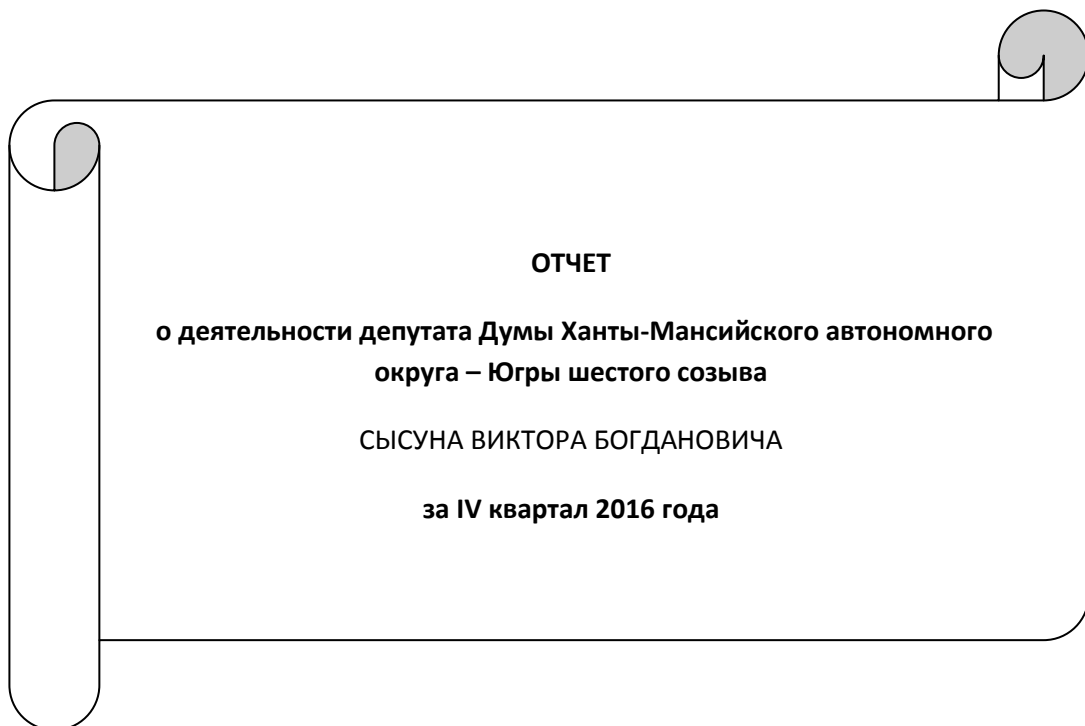 ОТЧЕТ
о деятельности депутата Думы Ханты-Мансийского автономного
округа – Югры шестого созыва
СЫСУНА ВИКТОРА БОГДАНОВИЧА
за IV квартал 2016 года